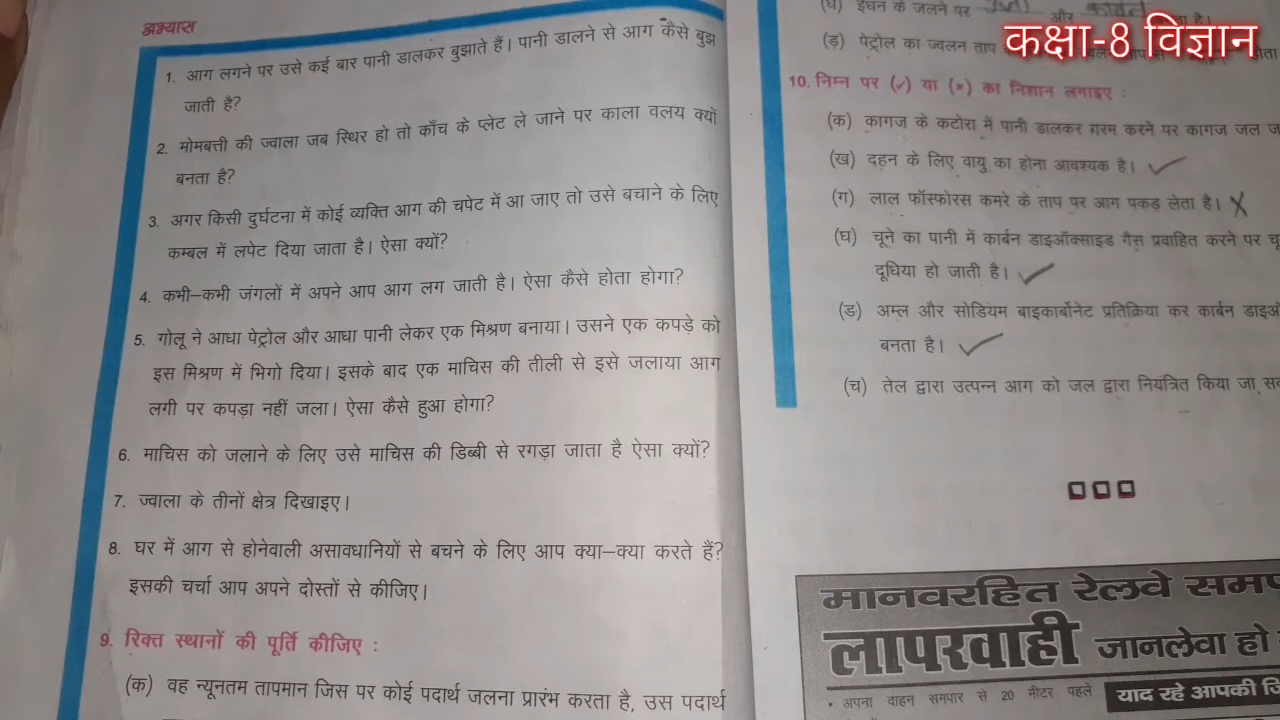 कक्षा-8 विज्ञान
अभ्यास
1. आग लगने पर उसे कई बार पानी डालकर बुझाते हैं। पानी डालने से आग कैसे बुझ
जाती है?
2. मोमबत्ती की ज्वाला जब स्थिर हो तो काँच के प्लेट ले जाने पर काला वलय क्यों
बनता है?
3. अगर किसी दुर्घटना में कोई व्यक्ति आग की चपेट में आ जाए तो उसे बचाने के लिए
कम्बल में लपेट दिया जाता है। ऐसा क्यों?
4. कभी–कभी जंगलों में अपने आप आग लग जाती है। ऐसा कैसे होता होगा?
5. गोलू ने आधा पेट्रोल और आधा पानी लेकर एक मिश्रण बनाया। उसने एक कपड़े को
इस मिश्रण में भिगो दिया। इसके बाद एक माचिस की तीली से इसे जलाया आग
लगी पर कपड़ा नहीं जला। ऐसा कैसे हुआ होगा?
6. माचिस को जलाने के लिए उसे माचिस की डिब्बी से रगड़ा जाता है ऐसा क्यों?
7. ज्वाला के तीनों क्षेत्र दिखाइए।
8. घर में आग से होनेवाली असावधानियों से बचने के लिए आप क्या–क्या करते हैं?
इसकी चर्चा आप अपने दोस्तों से कीजिए।
9. रिक्त स्थानों की पूर्ति कीजिए :
(क) वह न्यूनतम तापमान जिस पर कोई पदार्थ जलना प्रारंभ करता है, उस पदार्थ
(घ) ईंधन के जलने पर और है।
(ड़) पेट्रोल का ज्वलन ताप
10. निम्न पर (✓) या (×) का निशान लगाइए :
(क) कागज के कटोरा में पानी डालकर गरम करने पर कागज जल
(ख) दहन के लिए वायु का होना आवश्यक है। ✓
(ग) लाल फॉस्फोरस कमरे के ताप पर आग पकड़ लेता है। X
(घ) चूने का पानी में कार्बन डाइऑक्साइड गैस प्रवाहित करने पर
दूधिया हो जाती है। ✓
(ड) अम्ल और सोडियम बाइकार्बोनेट प्रतिक्रिया कर कार्बन
बनता है। ✓
(च) तेल द्वारा उत्पन्न आग को जल द्वारा नियंत्रित किया जा
मानवरहित रेलवे
लापरवाही जानलेवा हो
• अपना वाहन समपार से 20 मीटर पहले
याद रहे आपकी